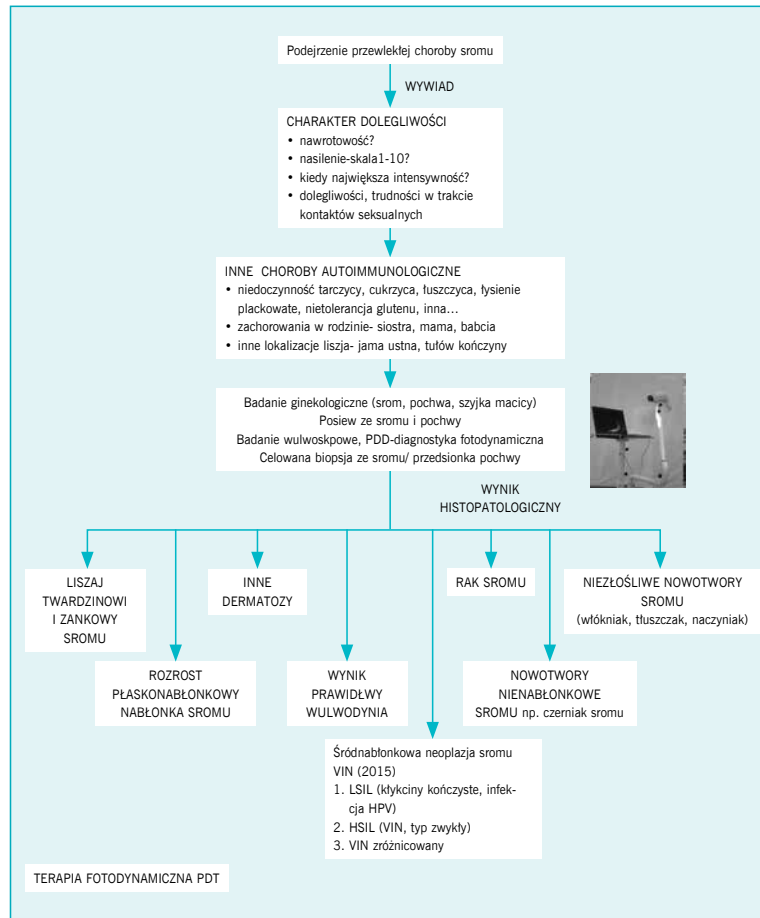 Podejrzenie przewlekłej choroby sromu
WYWIAD
CHARAKTER DOLEGLIWOŚCI
• nawrotowość?
• nasilenie-skala1-10?
• kiedy największa intensywność?
• dolegliwości, trudności w trakcie
kontaktów seksualnych
INNE CHOROBY AUTOIMMUNOLOGICZNE
• niedoczynność tarczycy, cukrzyca, łuszczyca, łysienie
plackowate, nietolerancja glutenu, inna...
• zachorowania w rodzinie- siostra, mama, babcia
• inne lokalizacje liszja- jama ustna, tułów kończyny
Badanie ginekologiczne (srom, pochwa, szyjka macicy)
Posiew ze sromu i pochwy
Badanie wulwoskpowe, PDD-diagnostyka fotodynamiczna
Celowana biopsja ze sromu/ przedsionka pochwy
WYNIK
HISTOPATOLOGICZNY
LISZAJ
TWARDZINOWI
I ZANKOWY
SROMU
INNE
DERMATOZY
RAK SROMU
NIEZŁOŚLIWE NOWOTWORY
SROMU
(włókniak, tłuszczak, naczyniak)
ROZROST
PŁASKONABŁONKOWY
NABŁONKA SROMU
WYNIK
PRAWIDŁWY
WULWODYNIA
NOWOTWORY
NIENABŁONKOWE
SROMU np. czerniak sromu
Śródnabłonkowa neoplazja sromu
VIN (2015)
1. LSIL (kłykciny kończyste, infek-
cja HPV)
2. HSIL (VIN, typ zwykły)
3. VIN zróżnicowany
TERAPIA FOTODYNAMICZNA PDT